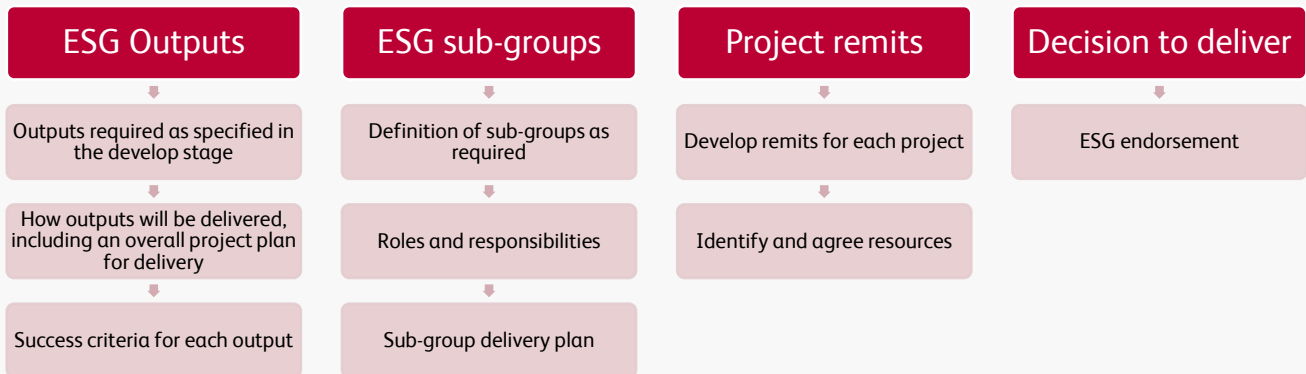 ESG Outputs
Outputs required as specified in
the develop stage
How outputs will be delivered,
including an overall project plan
for delivery
Success criteria for each output
ESG sub-groups
Definition of sub-groups as
required
Roles and responsibilities
Sub-group delivery plan
Project remits
Develop remits for each project
Identify and agree resources
Decision to deliver
ESG endorsement